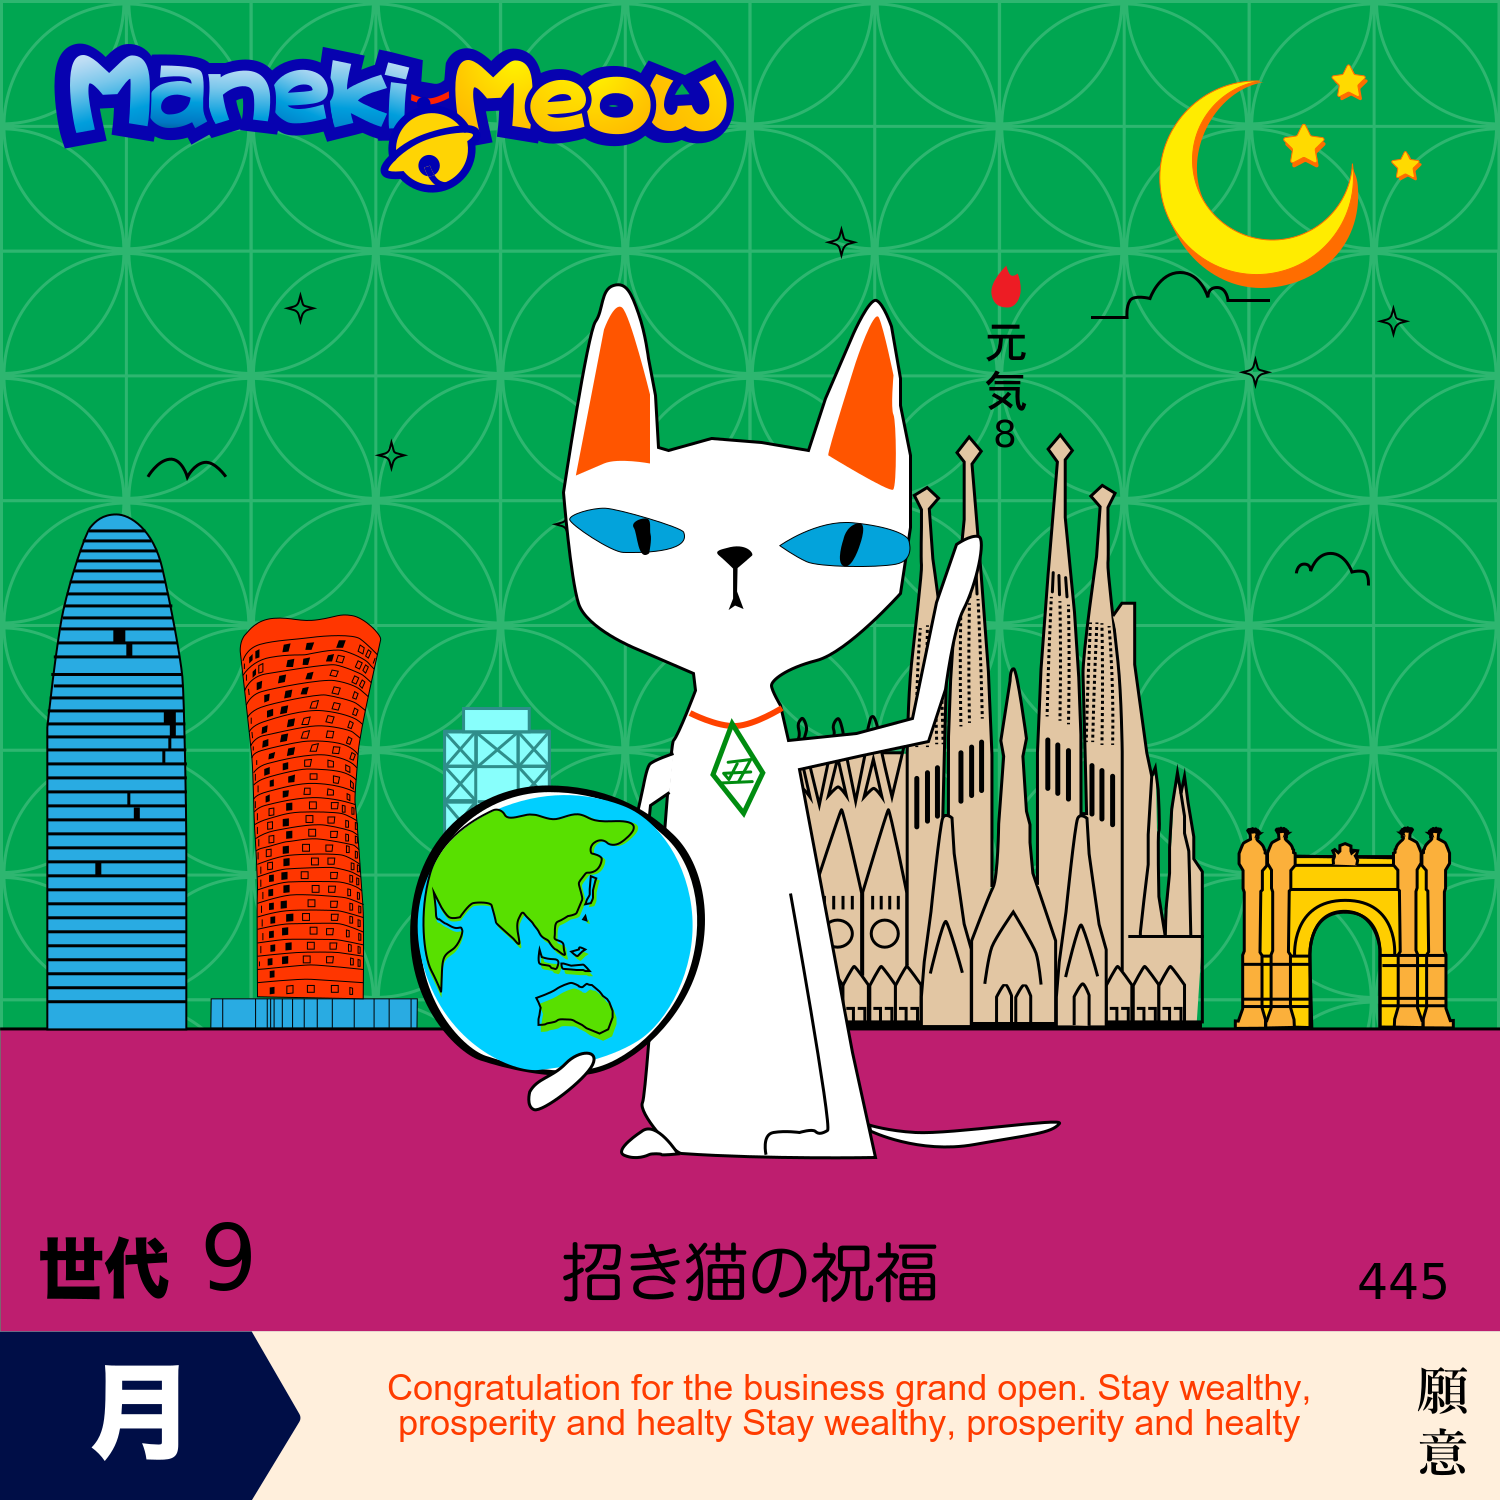 Maneki-Meow
元
気
8
世代 9
招き猫の祝福
445
月
Congratulation for the business grand open. Stay wealthy,
prosperity and healty Stay wealthy, prosperity and healty
願
意